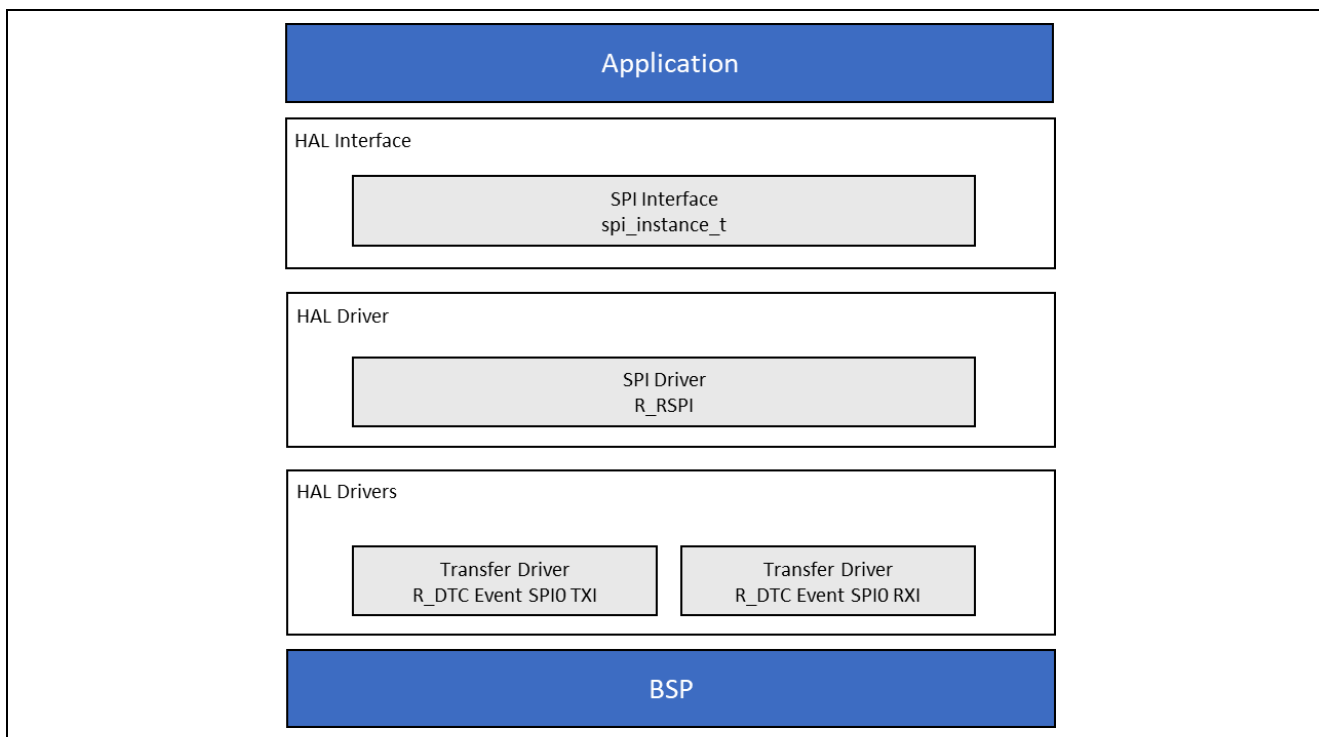 Application
HAL Interface
SPI Interface
spi_instance_t
HAL Driver
SPI Driver
R_RSPI
HAL Drivers
Transfer Driver
R_DTC Event SPI0 TXI
Transfer Driver
R_DTC Event SPI0 RXI
BSP